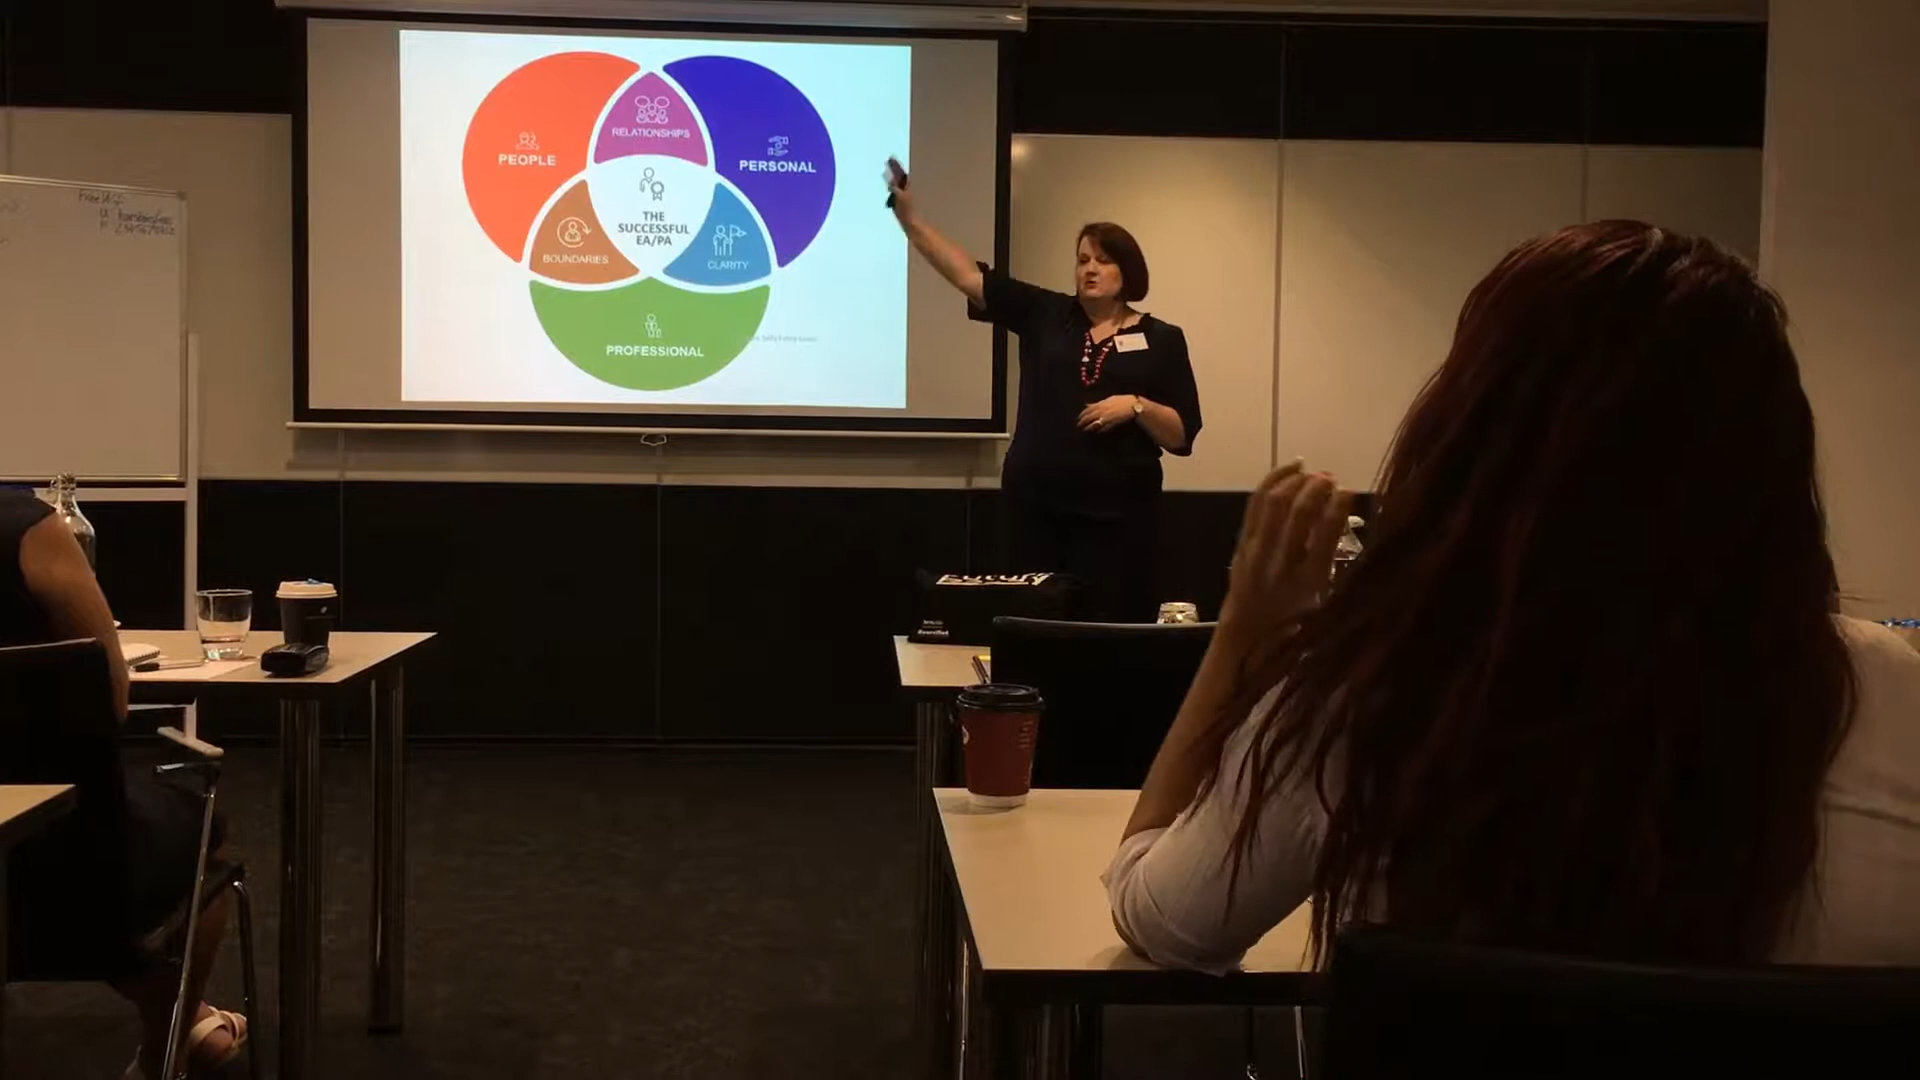 RELATIONSHIPS
PEOPLE
PERSONAL
THE
SUCCESSFUL
EA/PA
BOUNDARIES
CLARITY
PROFESSIONAL